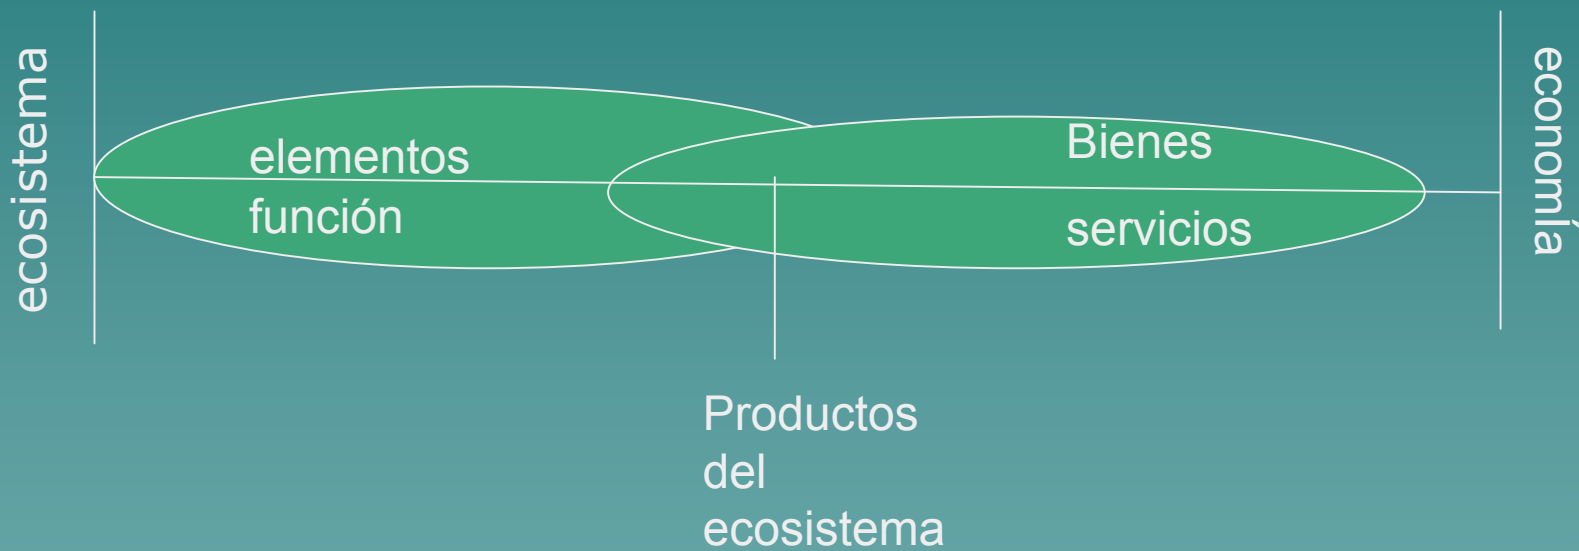 ecosistema
elementos
función
Bienes
servicios
economía
Productos
del
ecosistema